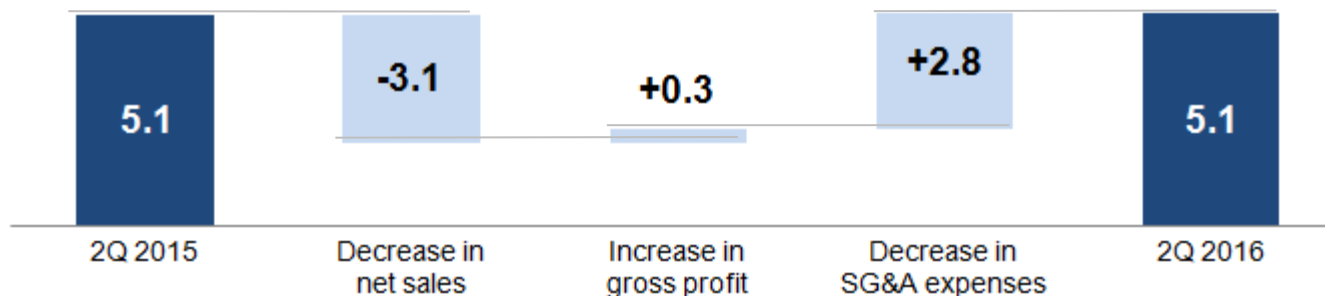 5.1
-3.1
+0.3
+2.8
5.1
2Q 2015
Decrease in
net sales
Increase in
gross profit
Decrease in
SG&A expenses
2Q 2016